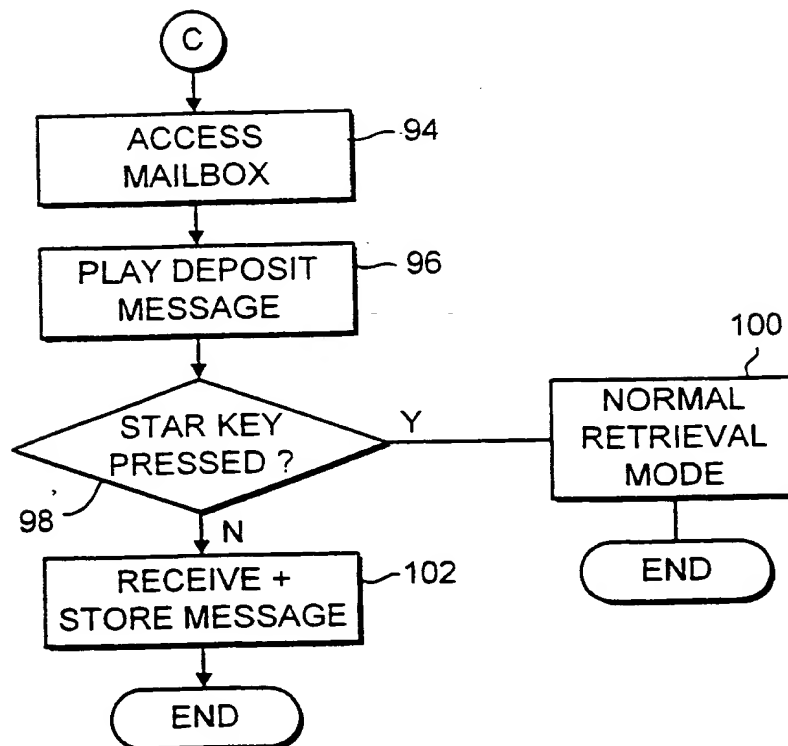 C
ACCESS
MAILBOX
94
PLAY DEPOSIT
MESSAGE
96
STAR KEY
PRESSED ?
98
Y
N
100
NORMAL
RETRIEVAL
MODE
END
RECEIVE +
STORE MESSAGE
102
END